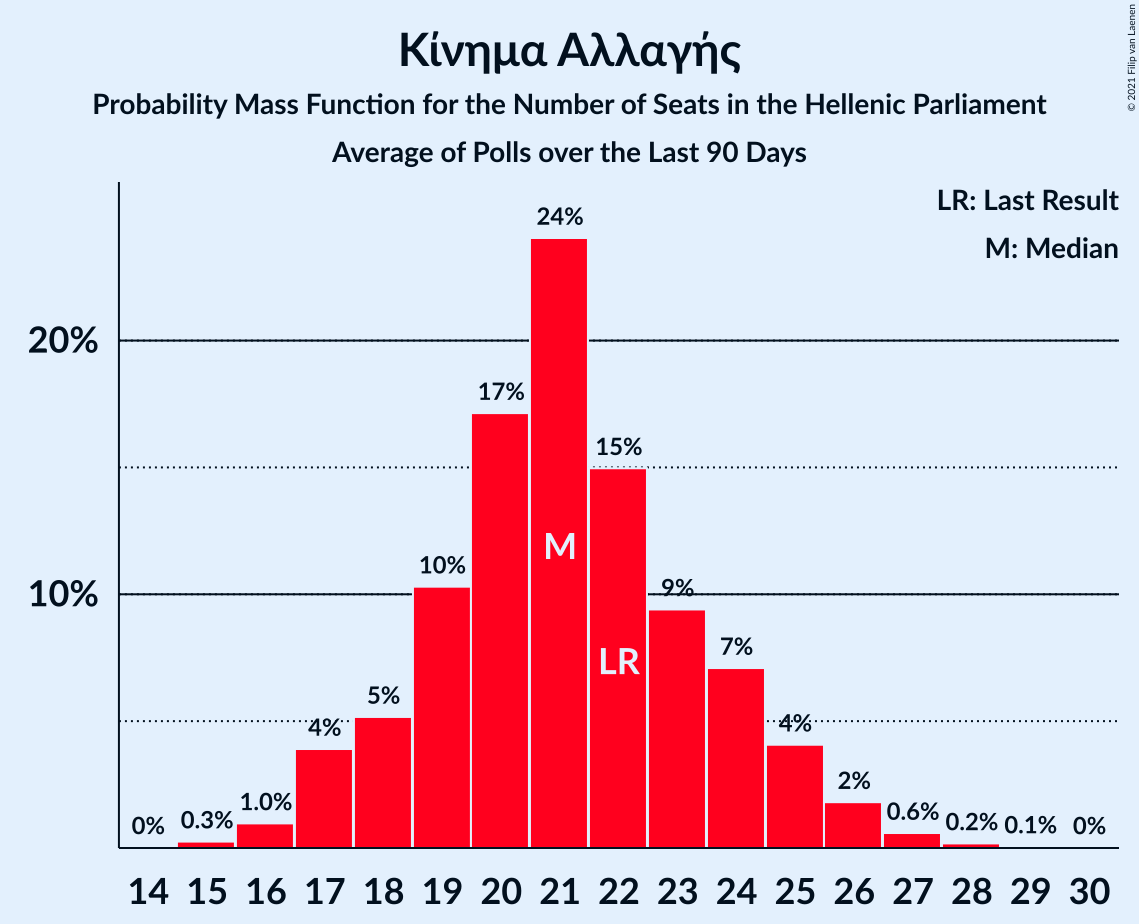 Κίνημα Αλλαγής
Probability Mass Function for the Number of Seats in the Hellenic Parliament
Average of Polls over the Last 90 Days
© 2021 Filip van Laenen
LR: Last Result
M: Median
24%
20%
17%
15%
M
10%
10%
9%
LR
7%
5%
4%
4%
2%
1.0%
0.6%
0.3%
0.2%
0.1%
0%
0%
14 15 16 17 18 19 20 21 22 23 24 25 26 27 28 29 30